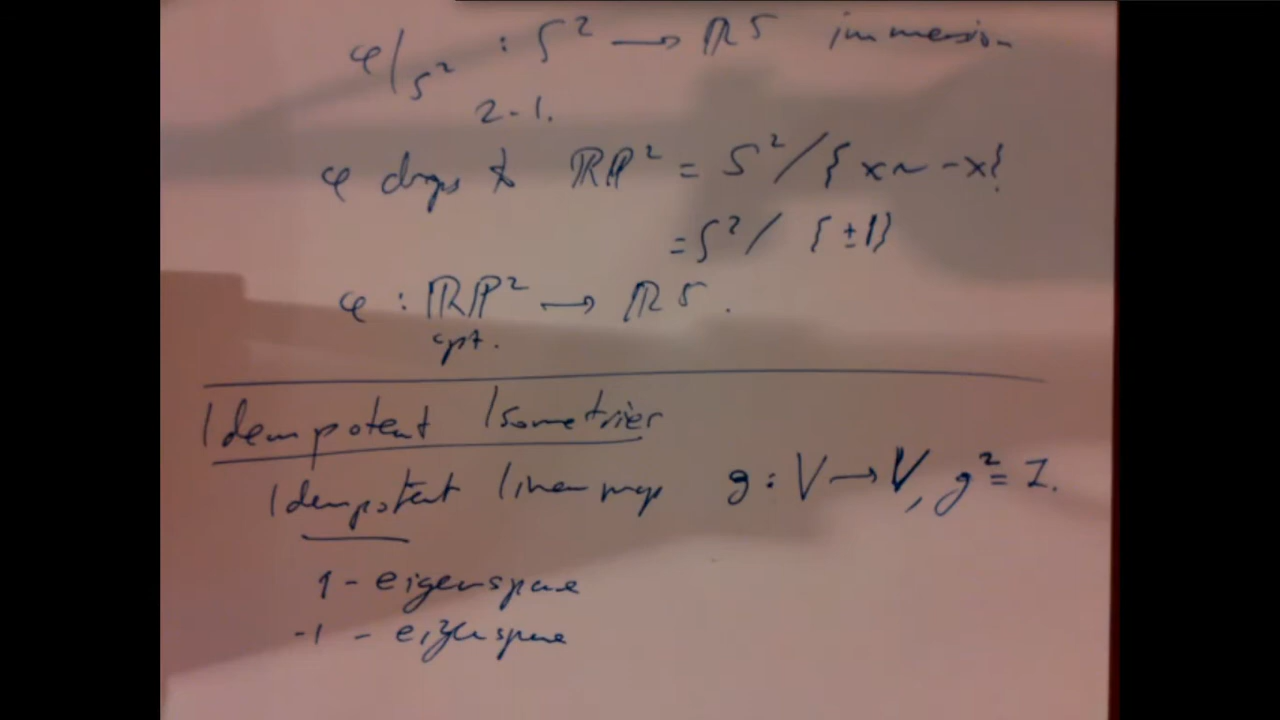 φ|S² : S² → ℝ5 immersion
2-1.
φ drops to ℝℙ² = S²/{x~-x}
= S²/{±1}
φ : ℝℙ² → ℝ5.
cpt.
Idempotent Isometries
Idempotent linear maps g : V → V, g² = I.
1 - eigenspace
-1 - eigenspace